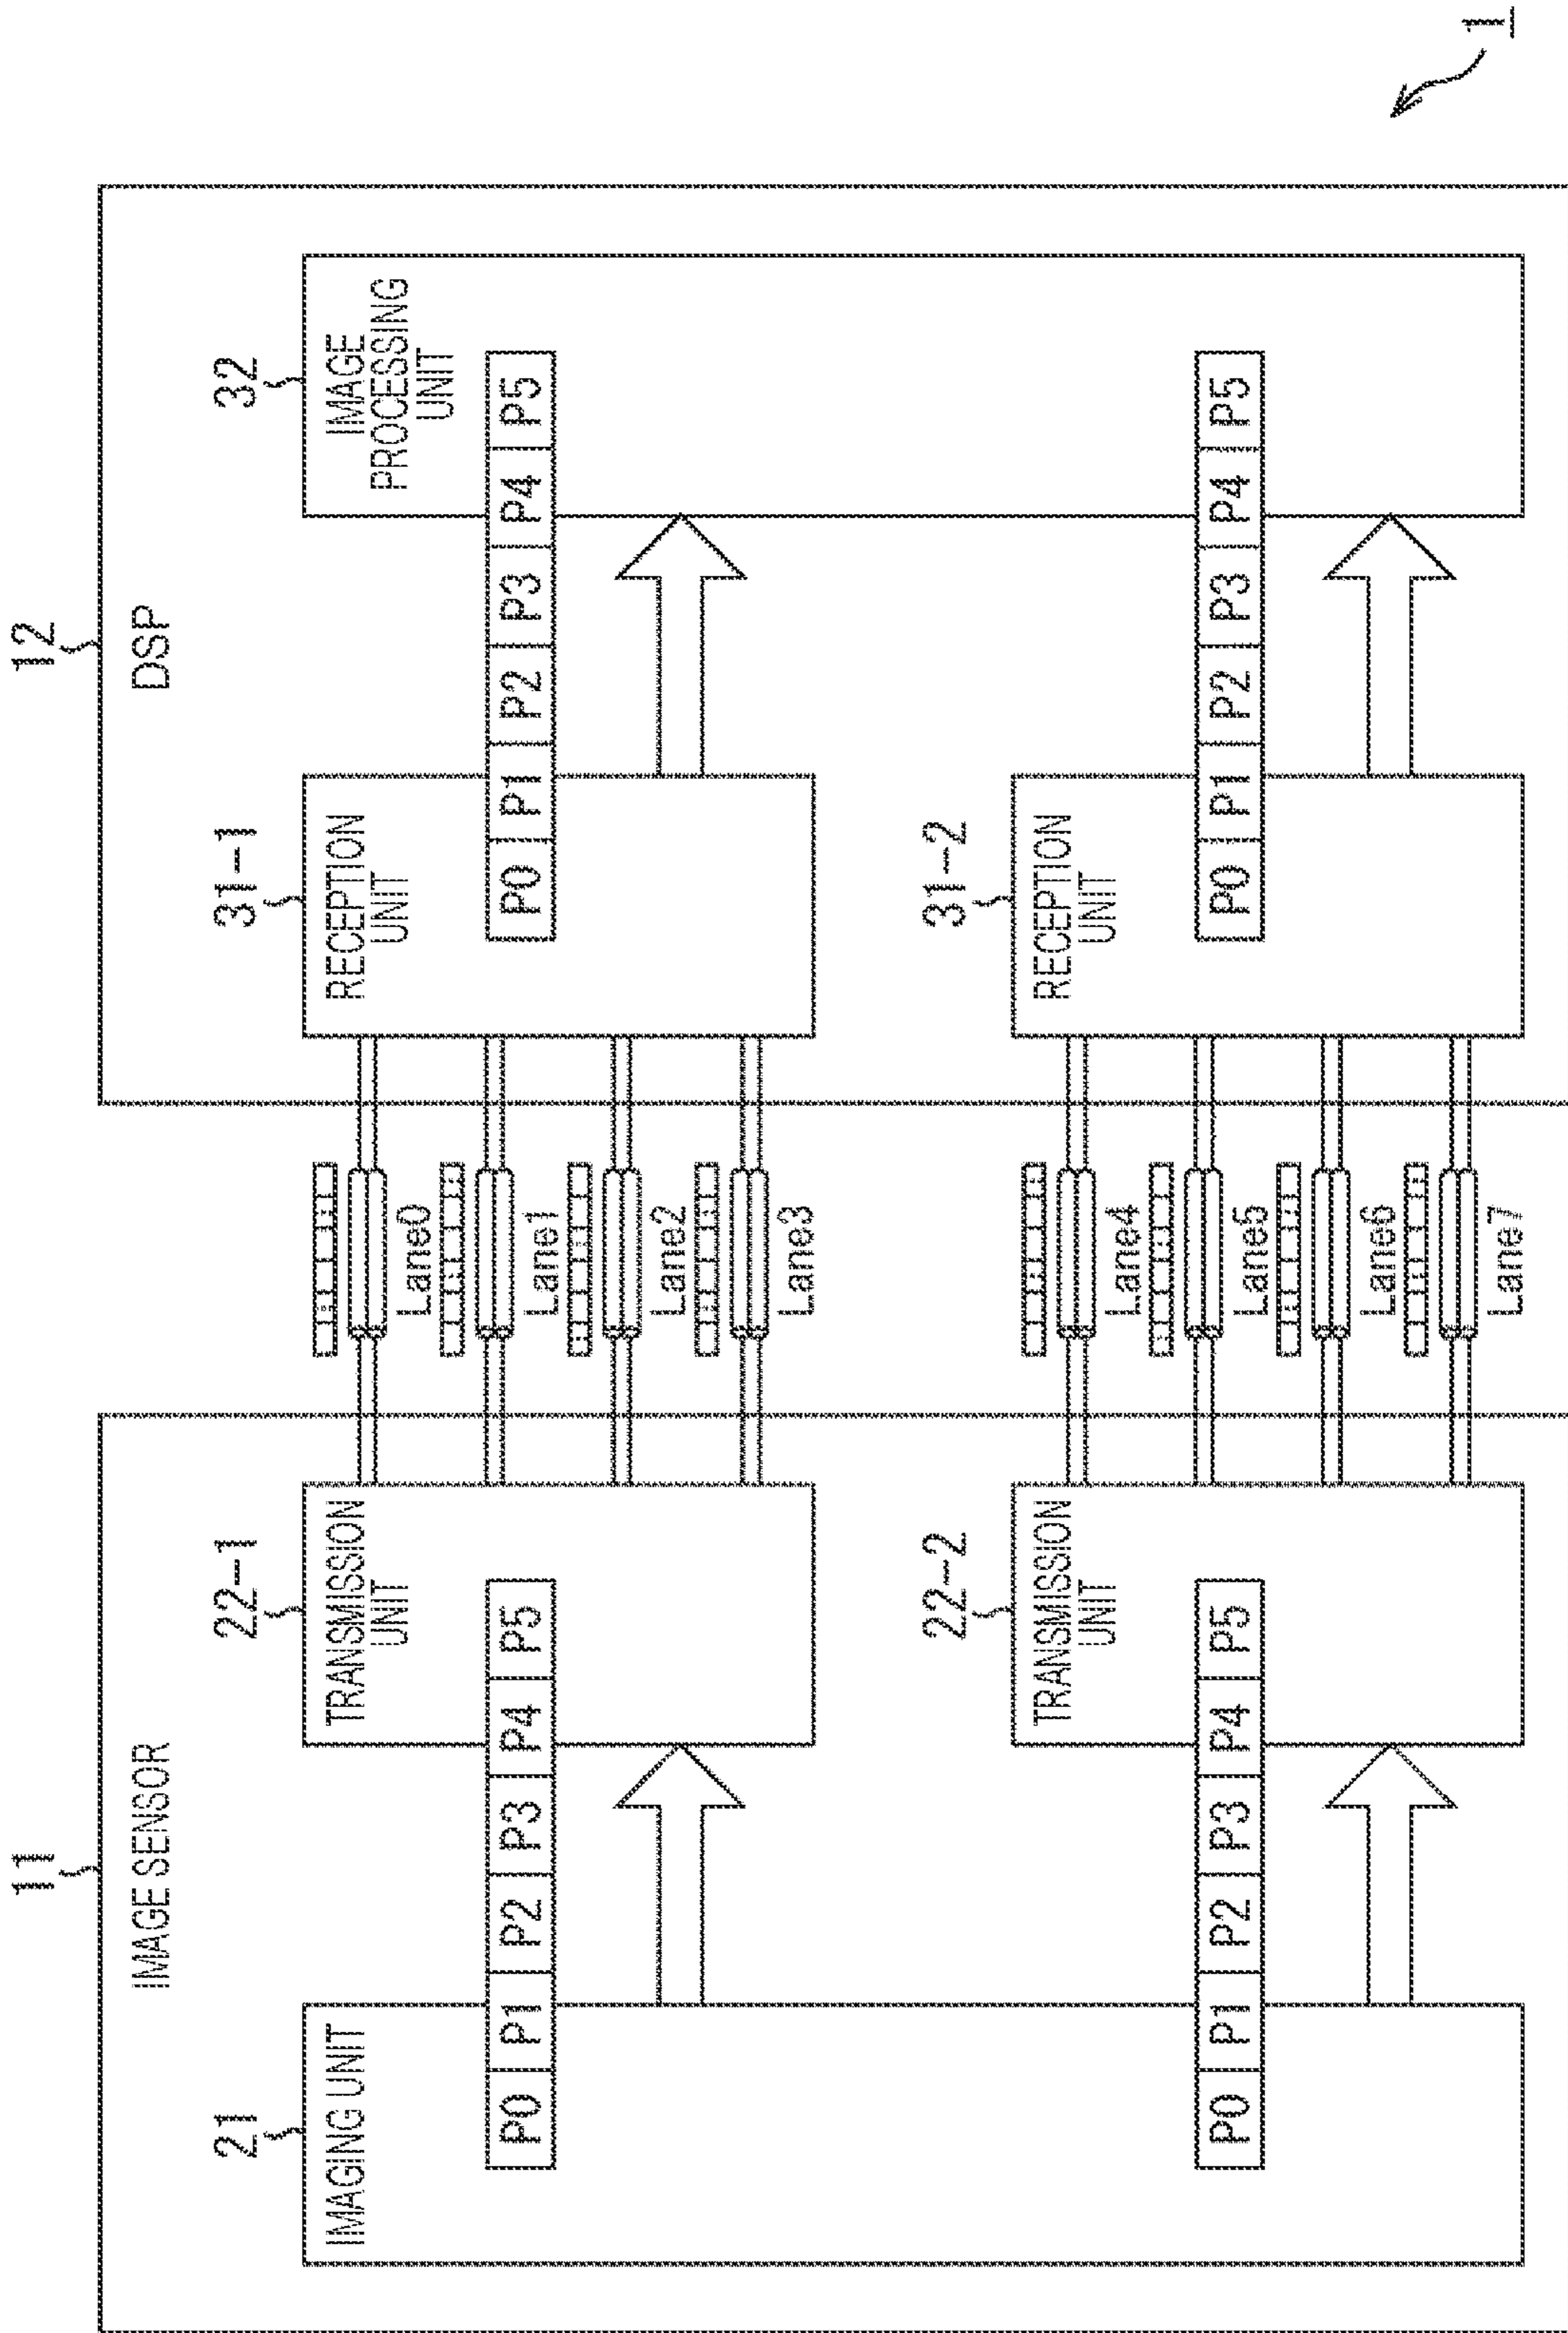 1
11
IMAGE SENSOR
21
IMAGING UNIT
P0 P1 P2 P3 P4 P5
P0 P1 P2 P3 P4 P5
22-1
TRANSMISSION
UNIT
22-2
TRANSMISSION
UNIT
Lane0
Lane1
Lane2
Lane3
Lane4
Lane5
Lane6
Lane7
12
DSP
31-1
RECEPTION
UNIT
P0 P1 P2 P3 P4 P5
31-2
RECEPTION
UNIT
P0 P1 P2 P3 P4 P5
32
IMAGE
PROCESSING
UNIT